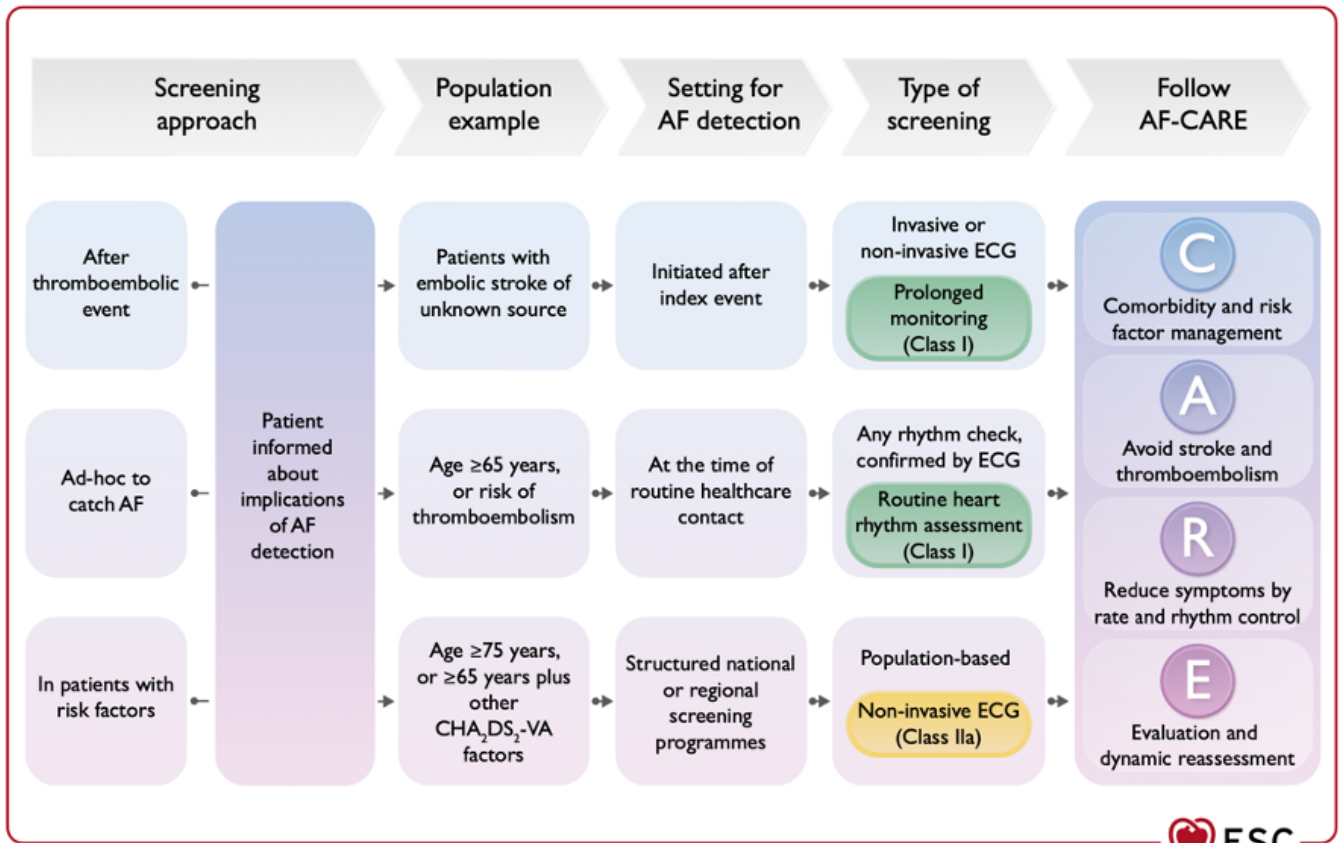 Screening
approach
Population
example
Setting for
AF detection
Type of
screening
Follow
AF-CARE
After
thromboembolic
event
Patient
informed
about
implications
of AF
detection
Patients with
embolic stroke of
unknown source
Initiated after
index event
Invasive or
non-invasive ECG
Prolonged
monitoring
(Class I)
Ad-hoc to
catch AF
Age ≥65 years,
or risk of
thromboembolism
At the time of
routine healthcare
contact
Any rhythm check,
confirmed by ECG
Routine heart
rhythm assessment
(Class I)
In patients with
risk factors
Age ≥75 years,
or ≥65 years plus
other
CHA₂DS₂-VA
factors
Structured national
or regional
screening
programmes
Population-based
Non-invasive ECG
(Class IIa)
C
Comorbidity and risk
factor management
A
Avoid stroke and
thromboembolism
R
Reduce symptoms by
rate and rhythm control
E
Evaluation and
dynamic reassessment
ESC